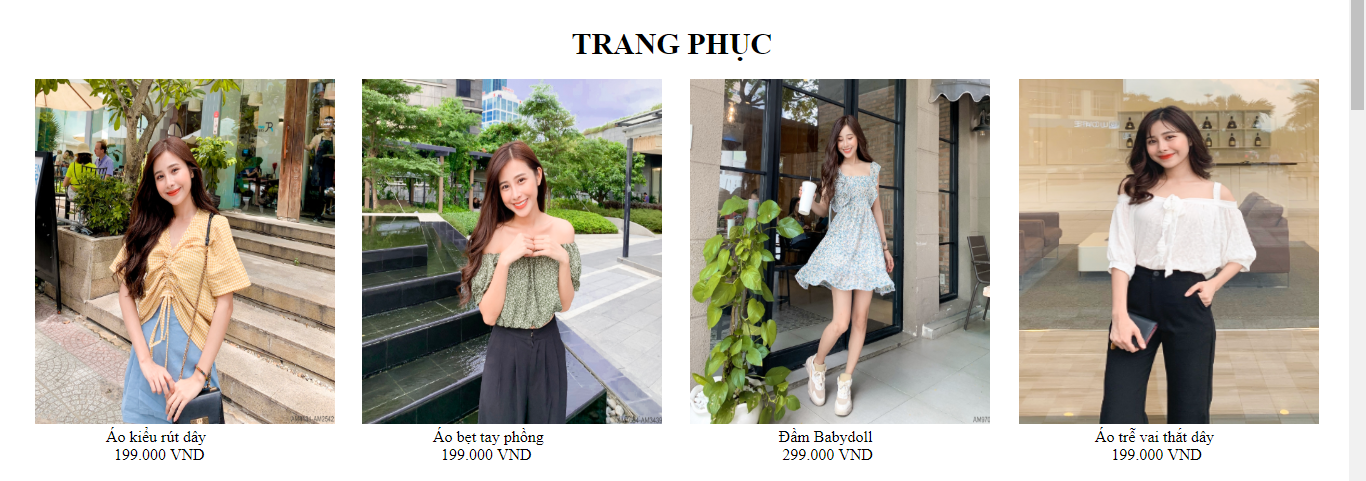 TRANG PHỤC
Áo kiểu rút dây
199.000 VND
Áo bẹt tay phồng
199.000 VND
Đầm Babydoll
299.000 VND
Áo trễ vai thắt dây
199.000 VND